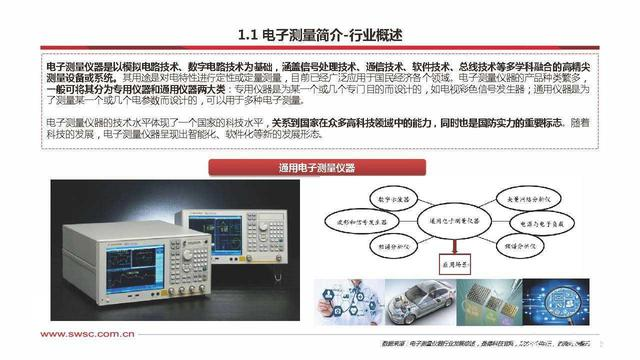 1.1 电子测量简介-行业概述
电子测量仪器是以模拟电路技术、数字电路技术为基础，涵盖信号处理技术、通信技术、软件技术、总线技术等多学科融合的高精尖
测量设备或系统。其用途是对电特性进行定性或定量测量，目前已经广泛应用于国民经济各个领域。电子测量仪器的产品种类繁多，
一般可将其分为专用仪器和通用仪器两大类：专用仪器是为某一个或几个专门目的而设计的，如电视彩色信号发生器；通用仪器是为
了测量某一个或几个电参数而设计的，可以用于多种电子测量。
电子测量仪器的技术水平体现了一个国家的科技水平，关系到国家在众多高科技领域中的能力，同时也是国防实力的重要标志。随着
科技的发展，电子测量仪器呈现出智能化、软件化等新的发展形态。
通用电子测量仪器
数字示波器
矢量网络分析仪
波形和信号发生器
通用电子测量仪器
电源与电子负载
频谱分析仪
应用场景
www.swsc.com.cn
数据来源：电子测量仪器行业发展综述，是德科技官网，